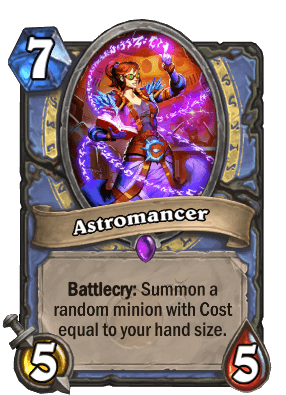 7
Astromancer
Battlecry: Summon a
random minion with Cost
equal to your hand size.
5
5